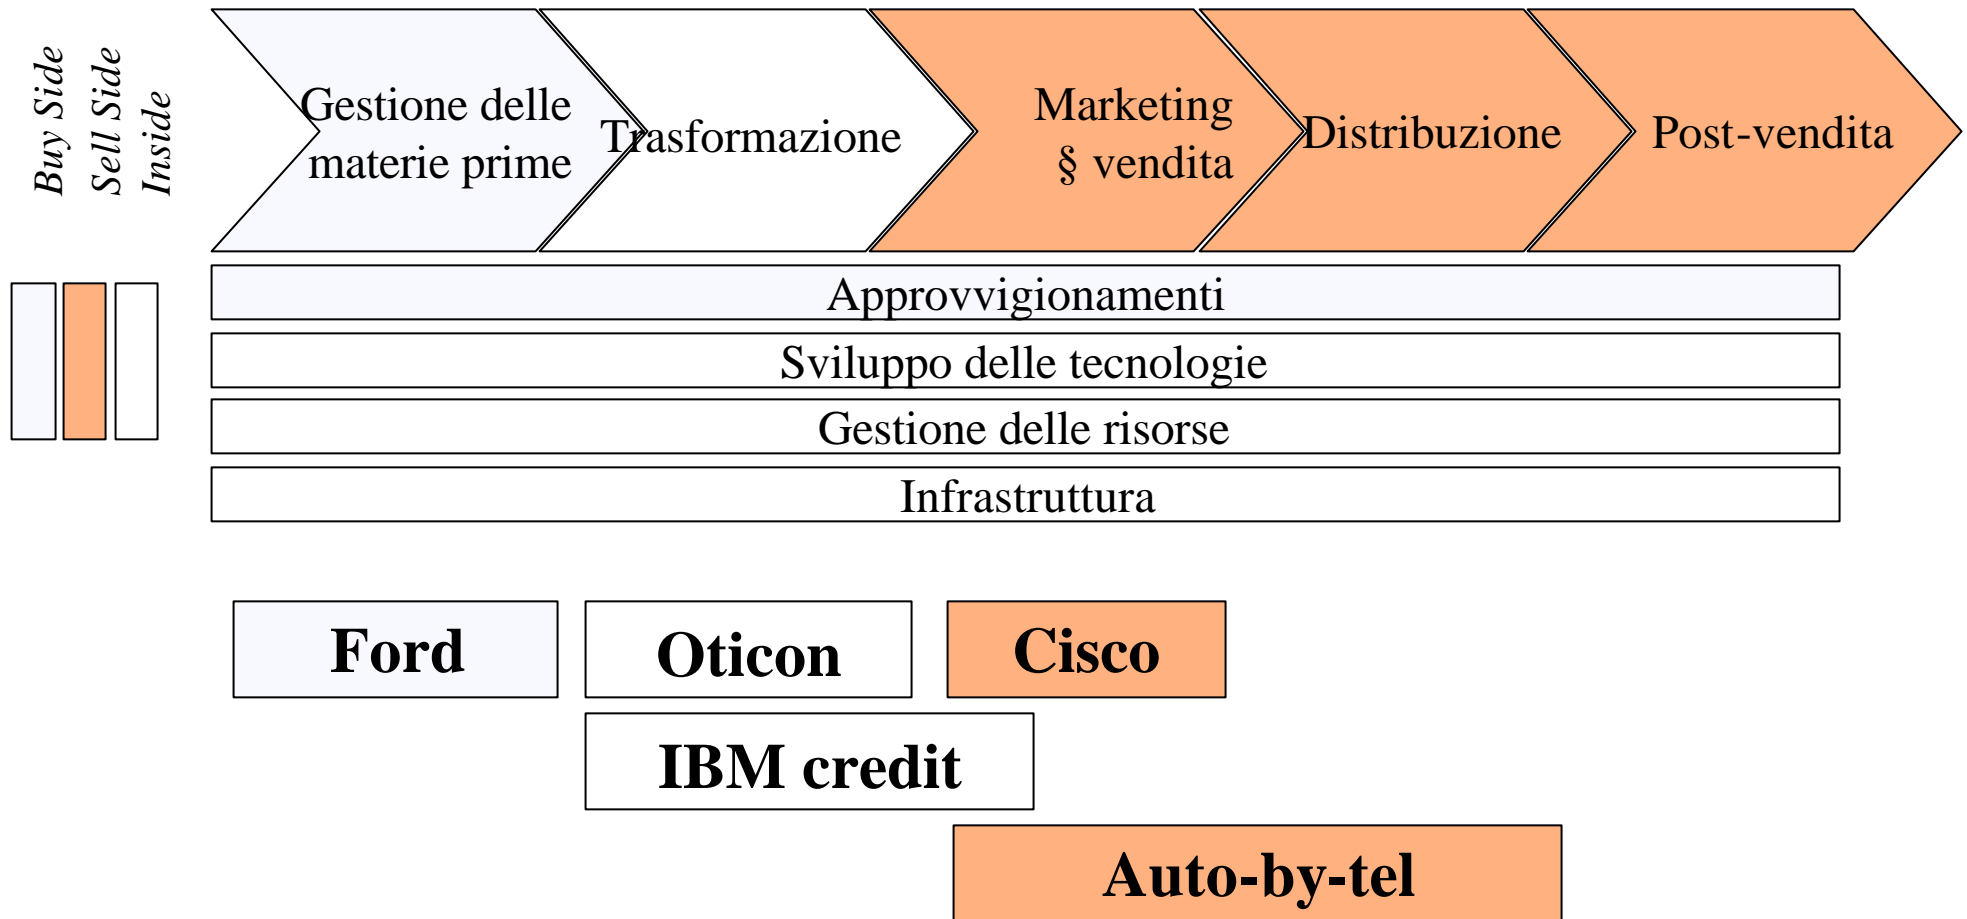 Buy Side
Sell Side
Inside
Gestione delle
materie prime
Trasformazione
Marketing
§ vendita
Distribuzione
Post-vendita
Approvvigionamenti
Sviluppo delle tecnologie
Gestione delle risorse
Infrastruttura
Ford
Oticon
Cisco
IBM credit
Auto-by-tel